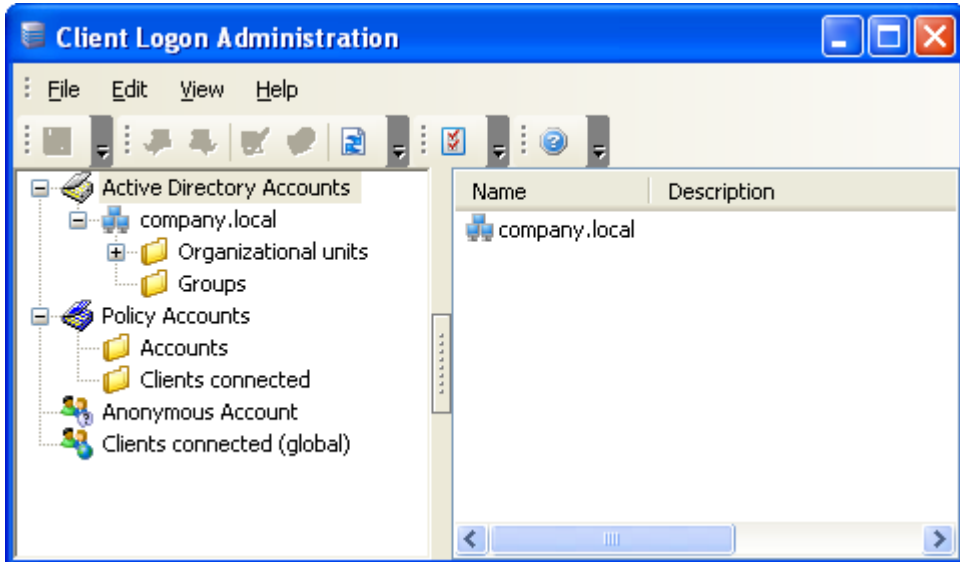 Client Logon Administration
File Edit View Help
Active Directory Accounts
company.local
Organizational units
Groups
Policy Accounts
Accounts
Clients connected
Anonymous Account
Clients connected (global)
Name Description
company.local